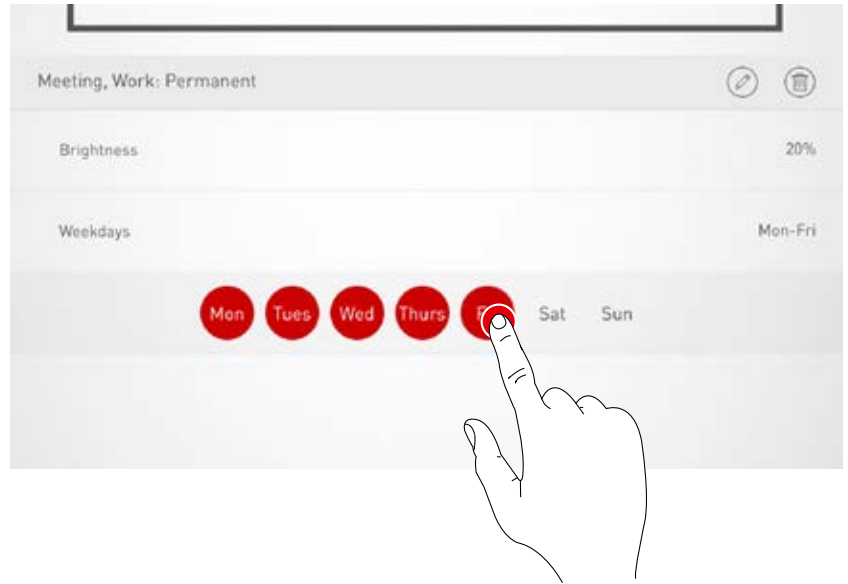 Meeting, Work: Permanent
Brightness 20%
Weekdays Mon-Fri
Mon Tues Wed Thurs Sat Sun